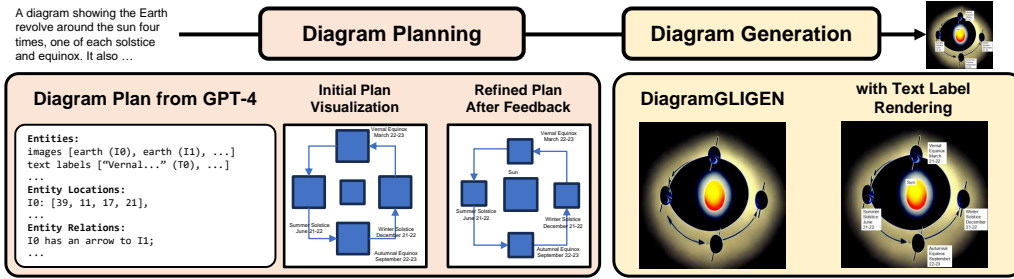 A diagram showing the Earth
revolve around the sun four
times, one of each solstice
and equinox. It also …
Diagram Planning
Diagram Generation
Diagram Plan from GPT-4
Entities:
images [earth (I0), earth (I1), ...]
text labels ["Vernal..." (T0), ...]
...
Entity Locations:
I0: [39, 11, 17, 21],
...
Entity Relations:
I0 has an arrow to I1;
...
Initial Plan
Visualization
Vernal Equinox
March 22-23
Summer Solstice
June 21-22
Winter Solstice
December 21-22
Autumnal Equinox
September 22-23
Refined Plan
After Feedback
Vernal Equinox
March 22-23
Sun
Summer Solstice
June 21-22
Winter Solstice
December 21-22
Autumnal Equinox
September 22-23
DiagramGLIGEN
with Text Label
Rendering
Vernal
Equinox
March
21-22
Sun
Summer
Solstice
June
21-22
Winter
Solstice
December
21-22
Autumnal
Equinox
September
22-23